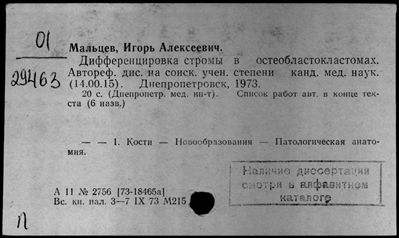 01
29463
Мальцев, Игорь Алексеевич.
Дифференцировка стромы в остеобластокластомах.
Автореф. дис. на соиск. учен. степени канд. мед. наук.
(14.00.15). Днепропетровск, 1973.
20 с. (Днепропетр. мед. ин-т). Список работ авт. в конце тек-
ста (6 назв.)
— — 1. Кости — Новообразования — Патологическая анато-
мия.
Наличие диссертации
смотри в алфавитном
каталоге
А 11 № 2756 [73-18465а]
Вс. кн. пал. 3—7 IX 73 М215
П